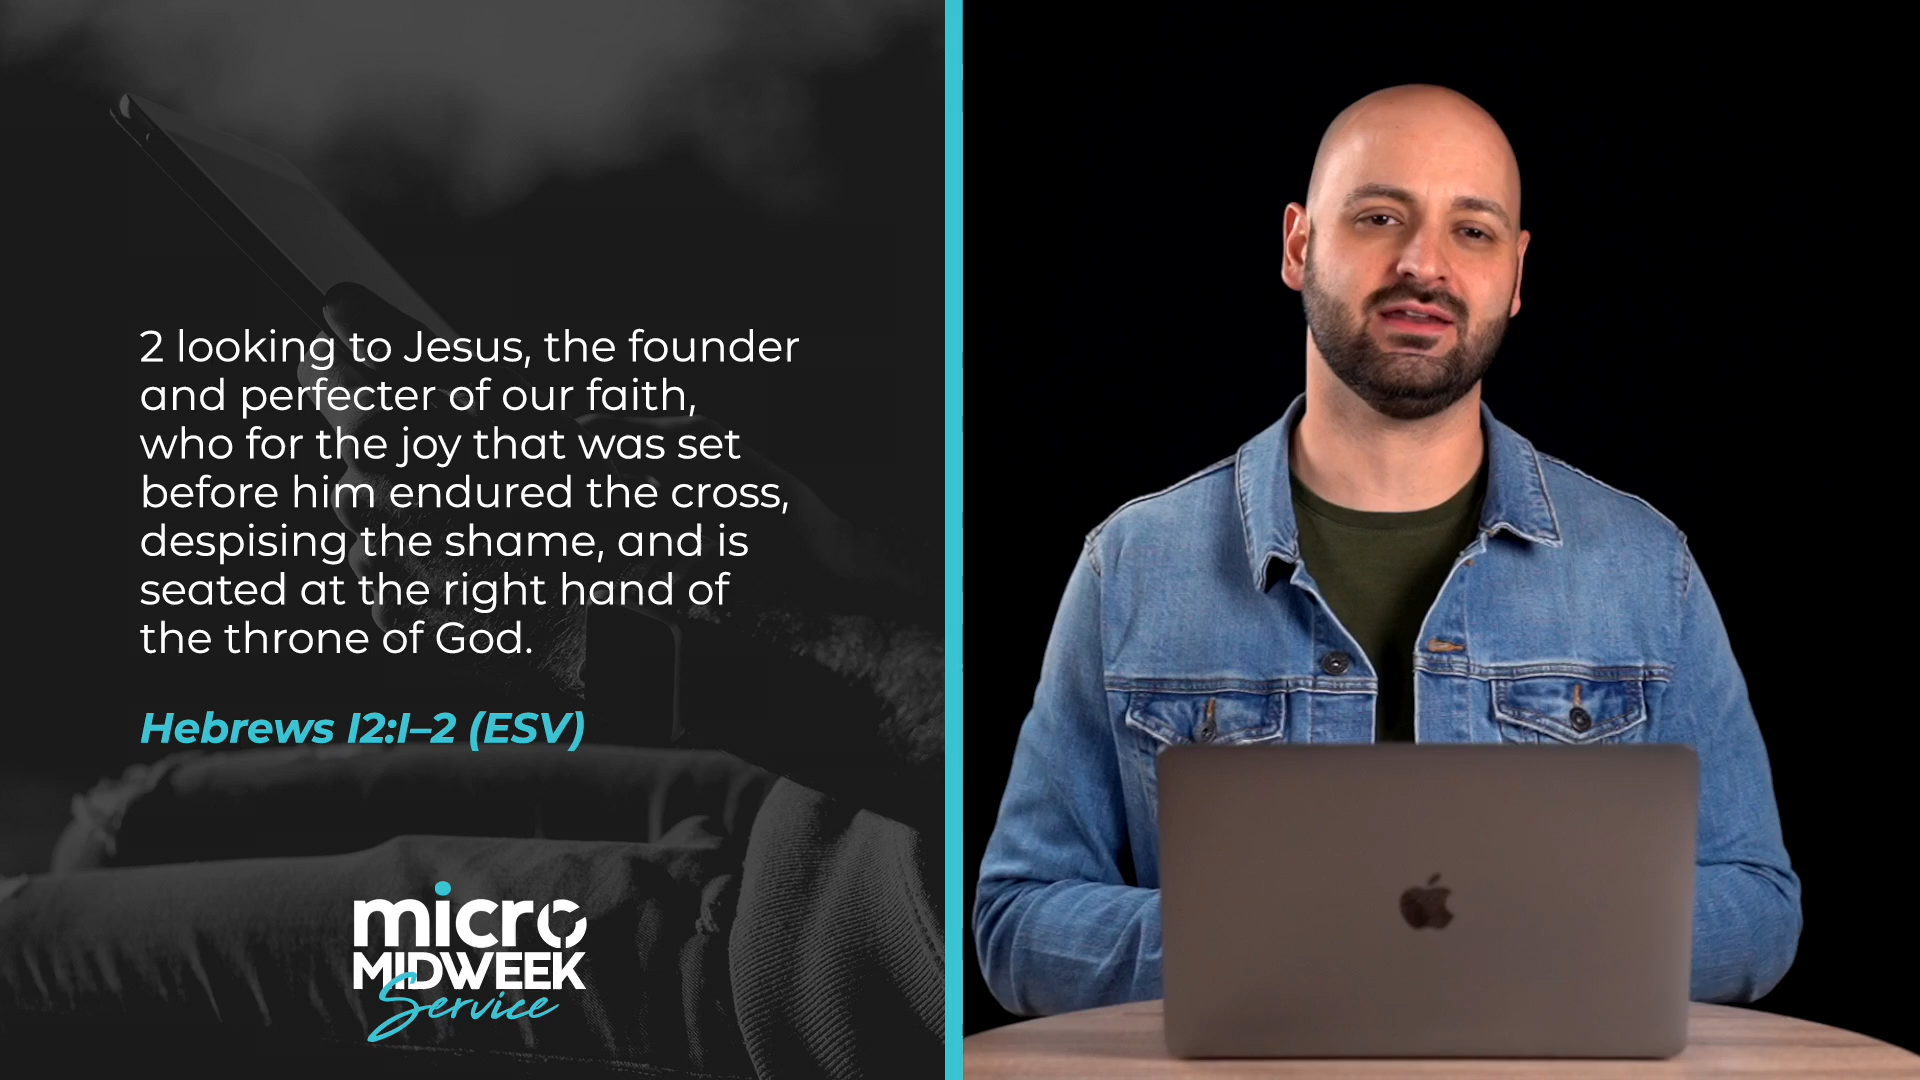 2 looking to Jesus, the founder
and perfecter of our faith,
who for the joy that was set
before him endured the cross,
despising the shame, and is
seated at the right hand of
the throne of God.
Hebrews 12:1–2 (ESV)
micro
MIDWEEK
Service